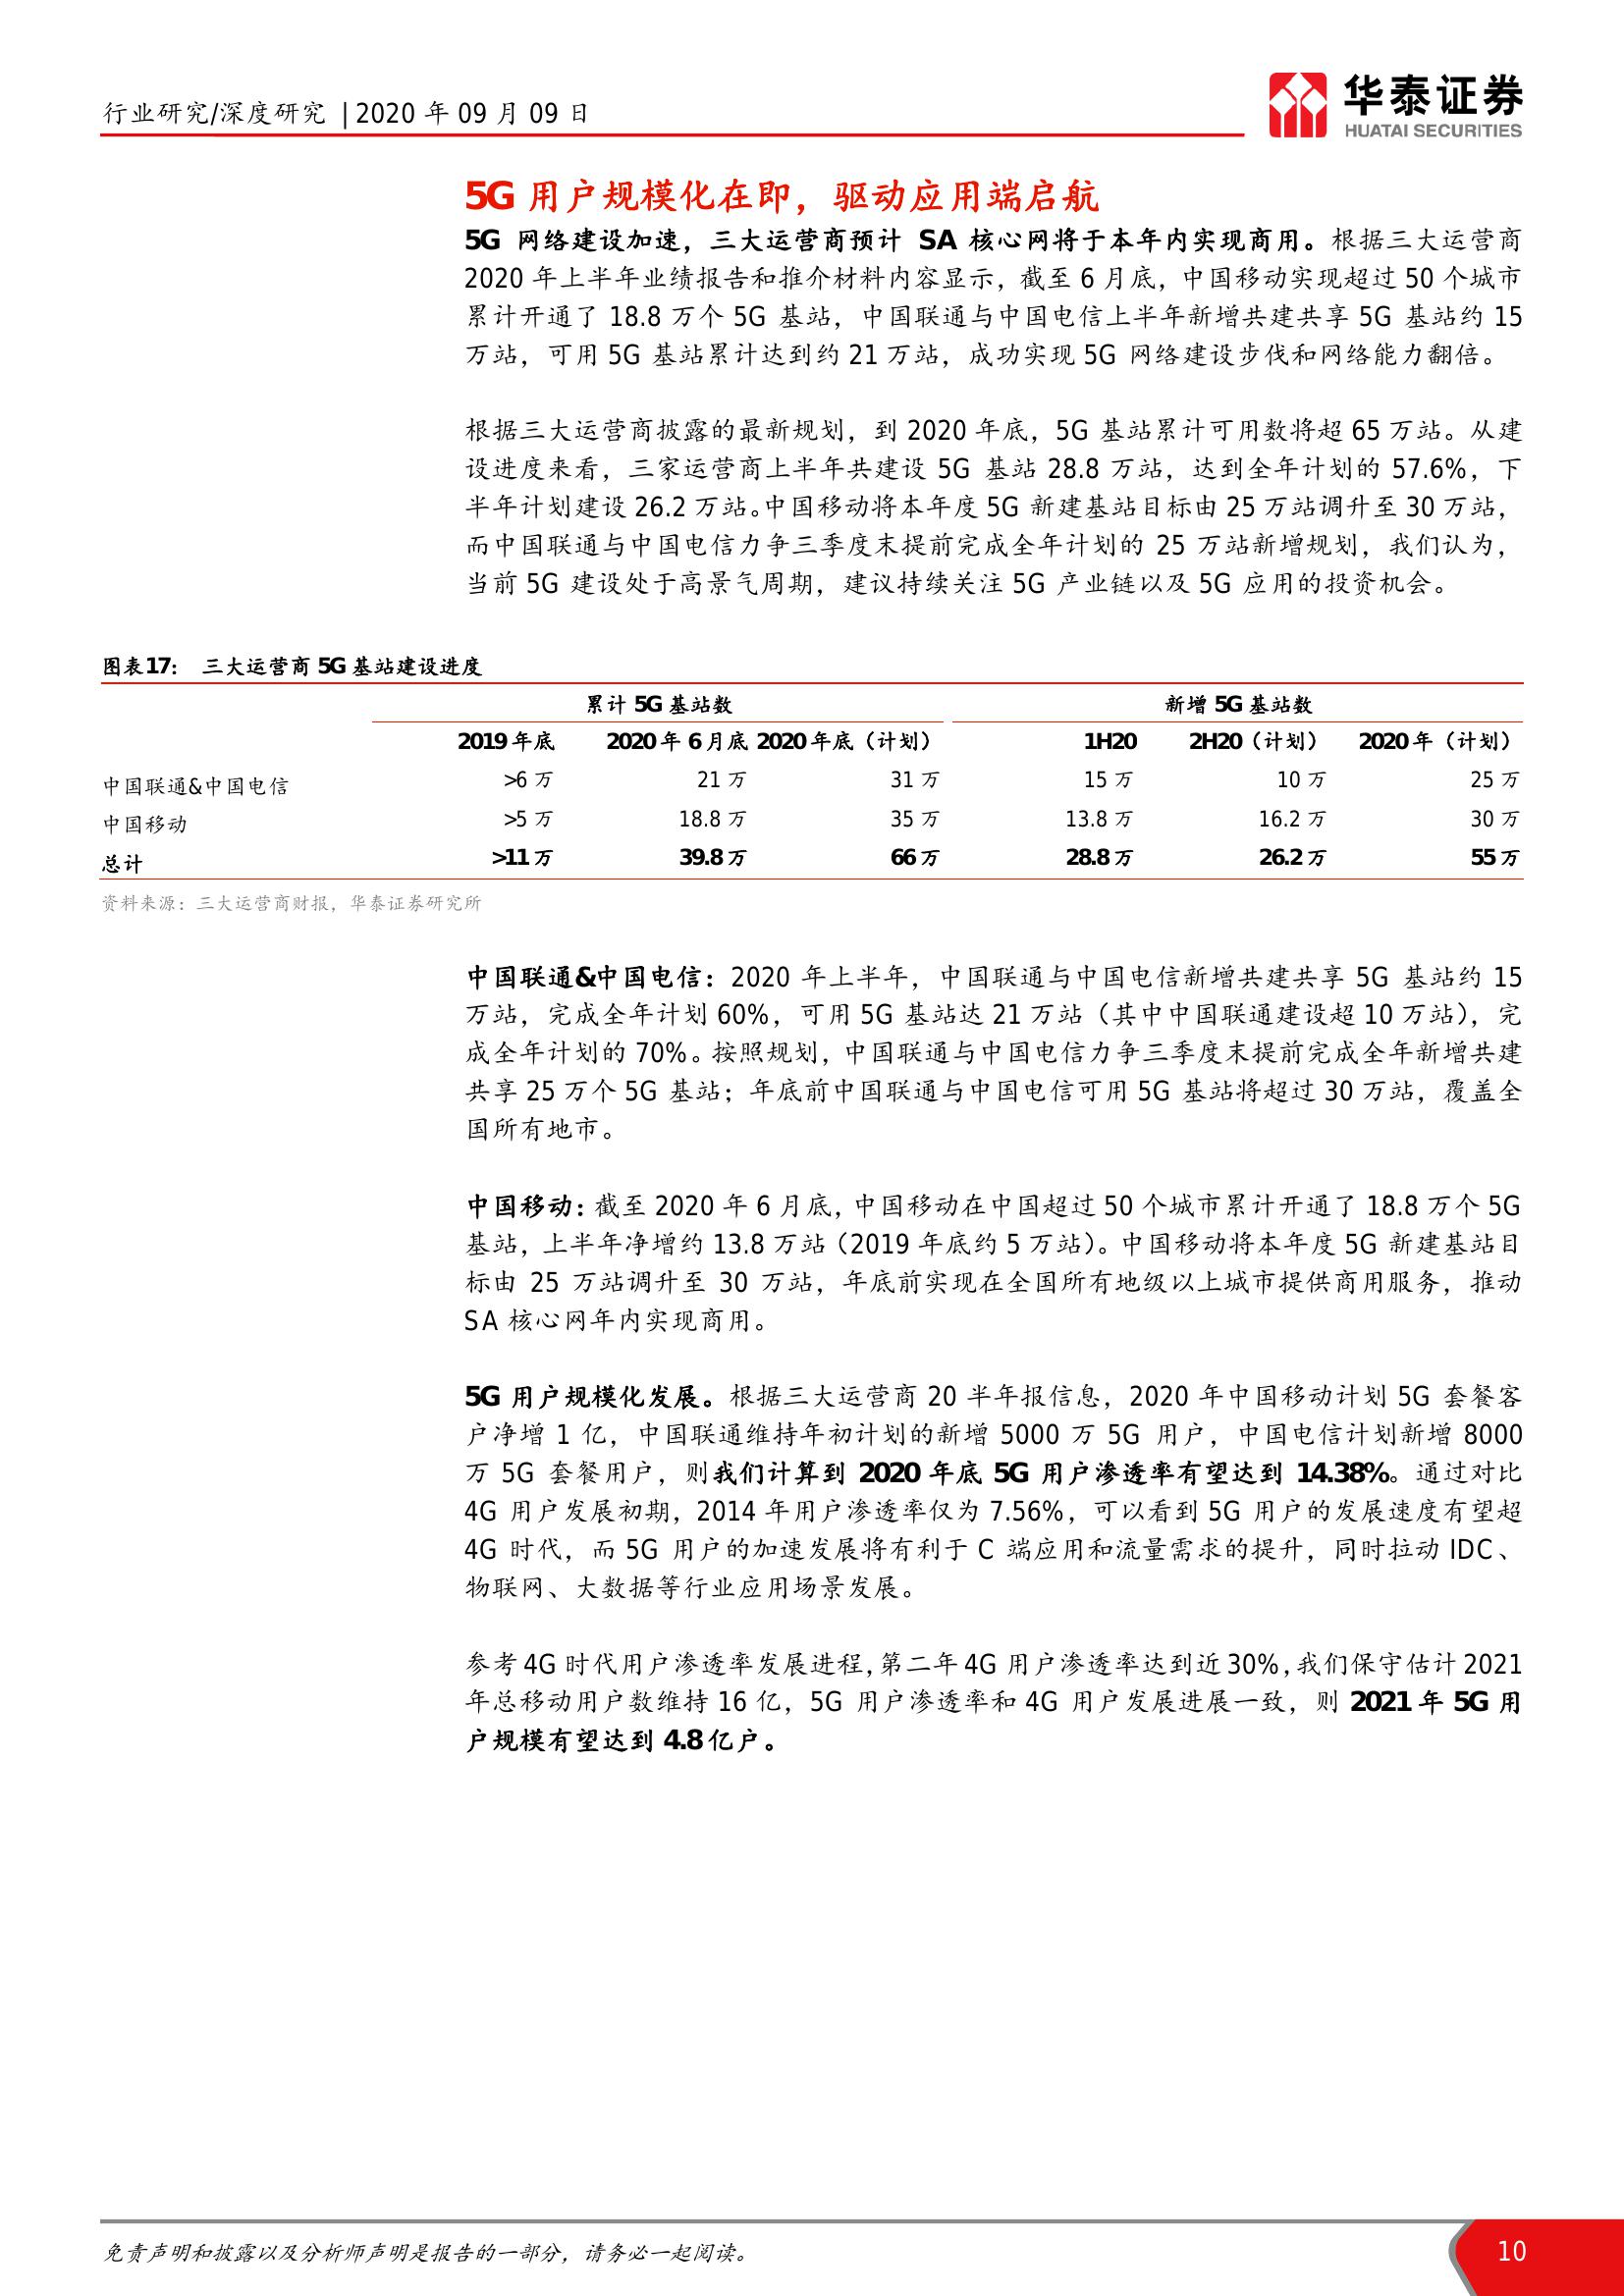 行业研究/深度研究 | 2020 年 09 月 09 日
华泰证券
HUATAI SECURITIES
5G 用户规模化在即，驱动应用端启航
5G 网络建设加速，三大运营商预计 SA 核心网将于本年内实现商用。根据三大运营商
2020 年上半年业绩报告和推介材料内容显示，截至 6 月底，中国移动实现超过 50 个城市
累计开通了 18.8 万个 5G 基站，中国联通与中国电信上半年新增共建共享 5G 基站约 15
万站，可用 5G 基站累计达到约 21 万站，成功实现 5G 网络建设步伐和网络能力翻倍。
根据三大运营商披露的最新规划，到 2020 年底，5G 基站累计可用数将超 65 万站。从建
设进度来看，三家运营商上半年共建设 5G 基站 28.8 万站，达到全年计划的 57.6%，下
半年计划建设 26.2 万站。中国移动将本年度 5G 新建基站目标由 25 万站调升至 30 万站，
而中国联通与中国电信力争三季度末提前完成全年计划的 25 万站新增规划，我们认为，
当前 5G 建设处于高景气周期，建议持续关注 5G 产业链以及 5G 应用的投资机会。
图表17： 三大运营商 5G 基站建设进度
累计 5G 基站数 新增 5G 基站数
2019 年底 2020 年 6 月底 2020 年底（计划） 1H20 2H20（计划） 2020 年（计划）
中国联通&中国电信 >6 万 21 万 31 万 15 万 10 万 25 万
中国移动 >5 万 18.8 万 35 万 13.8 万 16.2 万 30 万
总计 >11 万 39.8 万 66 万 28.8 万 26.2 万 55 万
资料来源：三大运营商财报，华泰证券研究所
中国联通&中国电信：2020 年上半年，中国联通与中国电信新增共建共享 5G 基站约 15
万站，完成全年计划 60%，可用 5G 基站达 21 万站（其中中国联通建设超 10 万站），完
成全年计划的 70%。按照规划，中国联通与中国电信力争三季度末提前完成全年新增共建
共享 25 万个 5G 基站；年底前中国联通与中国电信可用 5G 基站将超过 30 万站，覆盖全
国所有地市。
中国移动：截至 2020 年 6 月底，中国移动在中国超过 50 个城市累计开通了 18.8 万个 5G
基站，上半年净增约 13.8 万站（2019 年底约 5 万站）。中国移动将本年度 5G 新建基站目
标由 25 万站调升至 30 万站，年底前实现在全国所有地级以上城市提供商用服务，推动
SA 核心网年内实现商用。
5G 用户规模化发展。根据三大运营商 20 半年报信息，2020 年中国移动计划 5G 套餐客
户净增 1 亿，中国联通维持年初计划的新增 5000 万 5G 用户，中国电信计划新增 8000
万 5G 套餐用户，则我们计算到 2020 年底 5G 用户渗透率有望达到 14.38%。通过对比
4G 用户发展初期，2014 年用户渗透率仅为 7.56%，可以看到 5G 用户的发展速度有望超
4G 时代，而 5G 用户的加速发展将有利于 C 端应用和流量需求的提升，同时拉动 IDC、
物联网、大数据等行业应用场景发展。
参考 4G 时代用户渗透率发展进程，第二年 4G 用户渗透率达到近 30%，我们保守估计 2021
年总移动用户数维持 16 亿，5G 用户渗透率和 4G 用户发展进展一致，则 2021 年 5G 用
户规模有望达到 4.8 亿户。
免责声明和披露以及分析师声明是报告的一部分，请务必一起阅读。
10